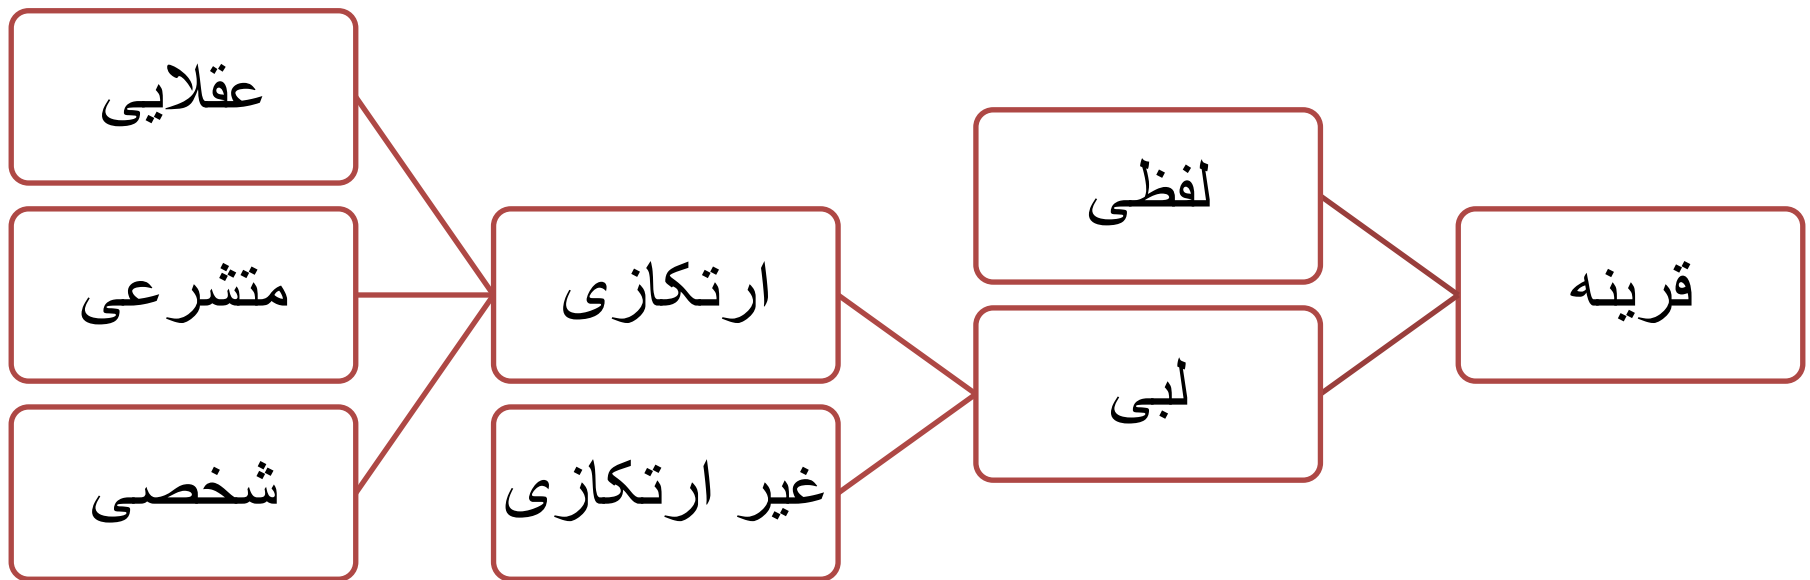 قرینه
لفظی
لبی
ارتکازی
غیر ارتکازی
عقلایی
متشرعی
شخصی